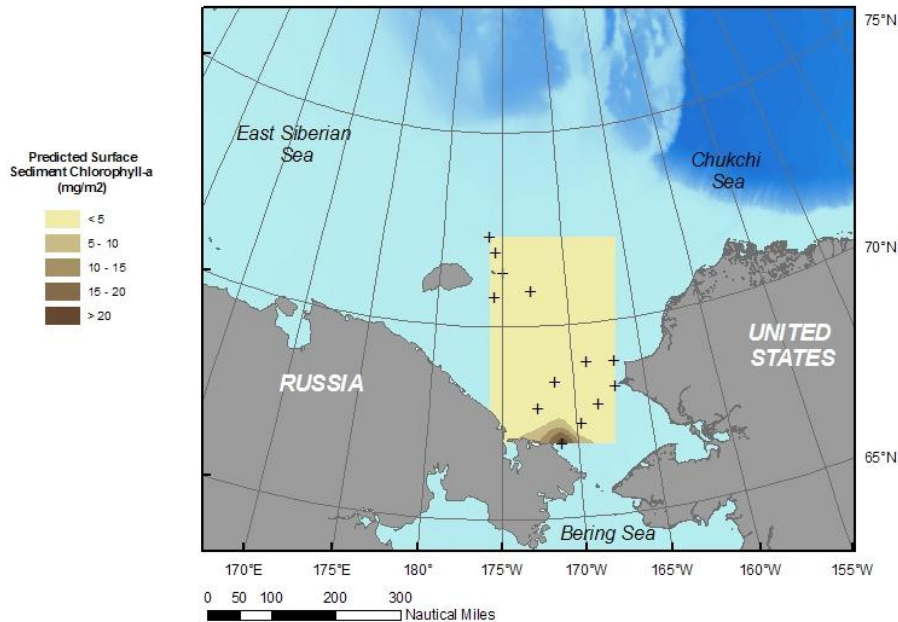 75°N
East Siberian
Sea
Predicted Surface
Sediment Chlorophyll-a
(mg/m2)
Chukchi
Sea
< 5
5 - 10
10 - 15
15 - 20
> 20
70°N
UNITED
STATES
RUSSIA
65°N
Bering Sea
170°E
175°E
175°W
170°W
165°W
160°W
155°W
0 50 100 200 300
Nautical Miles